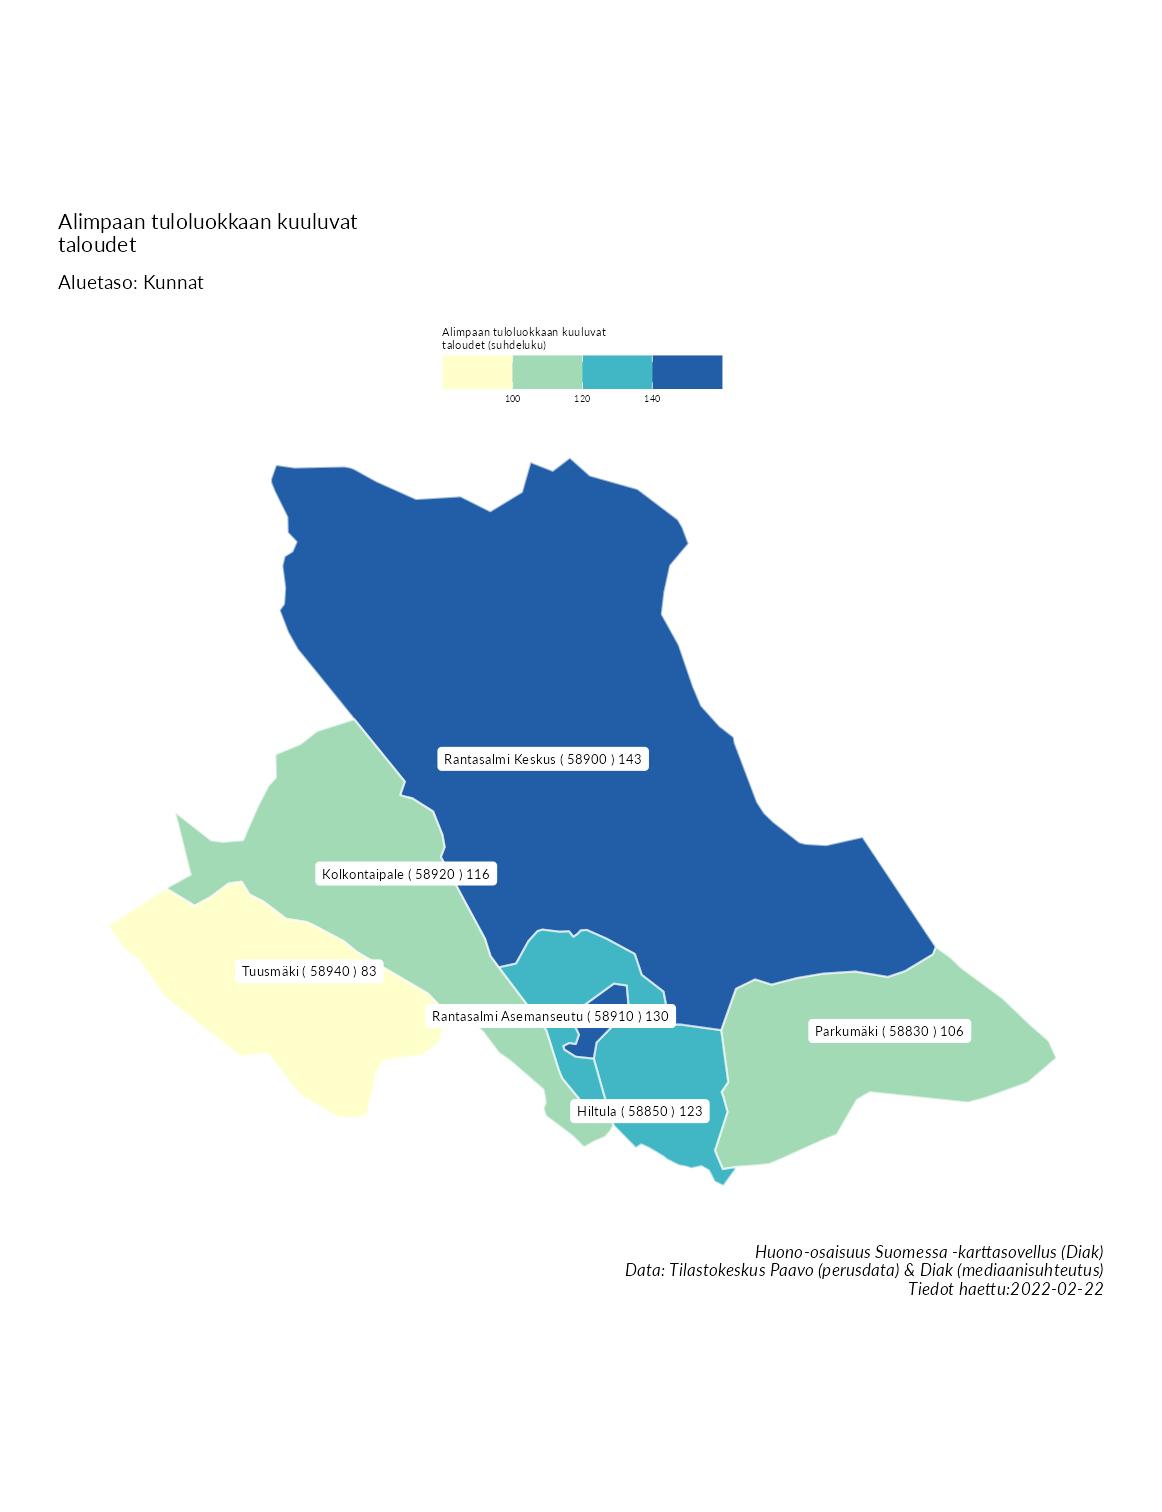 Alimpaan tuloluokkaan kuuluvat
taloudet
Aluetaso: Kunnat
Alimpaan tuloluokkaan kuuluvat
taloudet (suhdeluku)
100 120 140
Rantasalmi Keskus ( 58900 ) 143
Kolkontaipale ( 58920 ) 116
Tuusmäki ( 58940 ) 83
Rantasalmi Asemanseutu ( 58910 ) 130
Parkumäki ( 58830 ) 106
Hiltula ( 58850 ) 123
Huono-osaisuus Suomessa -karttasovellus (Diak)
Data: Tilastokeskus Paavo (perusdata) & Diak (mediaanisuhteutus)
Tiedot haettu:2022-02-22